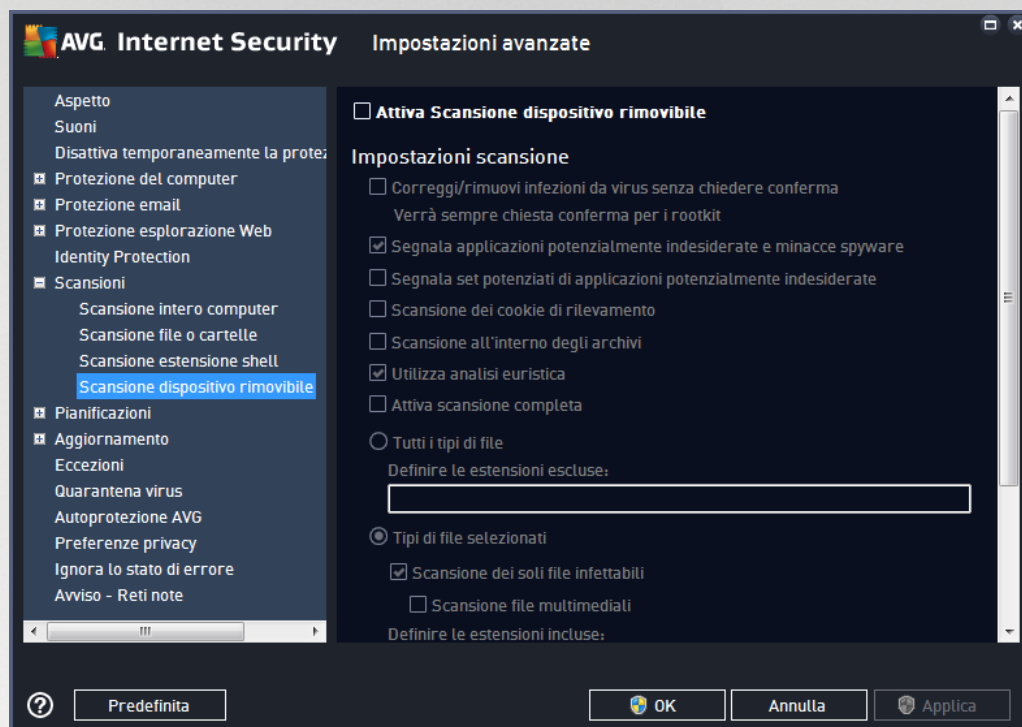 AVG. Internet Security
Impostazioni avanzate
Aspetto
Suoni
Disattiva temporaneamente la protez
Protezione del computer
Protezione email
Protezione esplorazione Web
Identity Protection
Scansioni
Scansione intero computer
Scansione file o cartelle
Scansione estensione shell
Scansione dispositivo rimovibile
Pianificazioni
Aggiornamento
Eccezioni
Quarantena virus
Autoprotezione AVG
Preferenze privacy
Ignora lo stato di errore
Avviso - Reti note
Attiva Scansione dispositivo rimovibile
Impostazioni scansione
Correggi/rimuovi infezioni da virus senza chiedere conferma
Verrà sempre chiesta conferma per i rootkit
Segnala applicazioni potenzialmente indesiderate e minacce spyware
Segnala set potenziati di applicazioni potenzialmente indesiderate
Scansione dei cookie di rilevamento
Scansione all'interno degli archivi
Utilizza analisi euristica
Attiva scansione completa
Tutti i tipi di file
Definire le estensioni escluse:
Tipi di file selezionati
Scansione dei soli file infettabili
Scansione file multimediali
Definire le estensioni incluse:
Predefinita
OK
Annulla
Applica